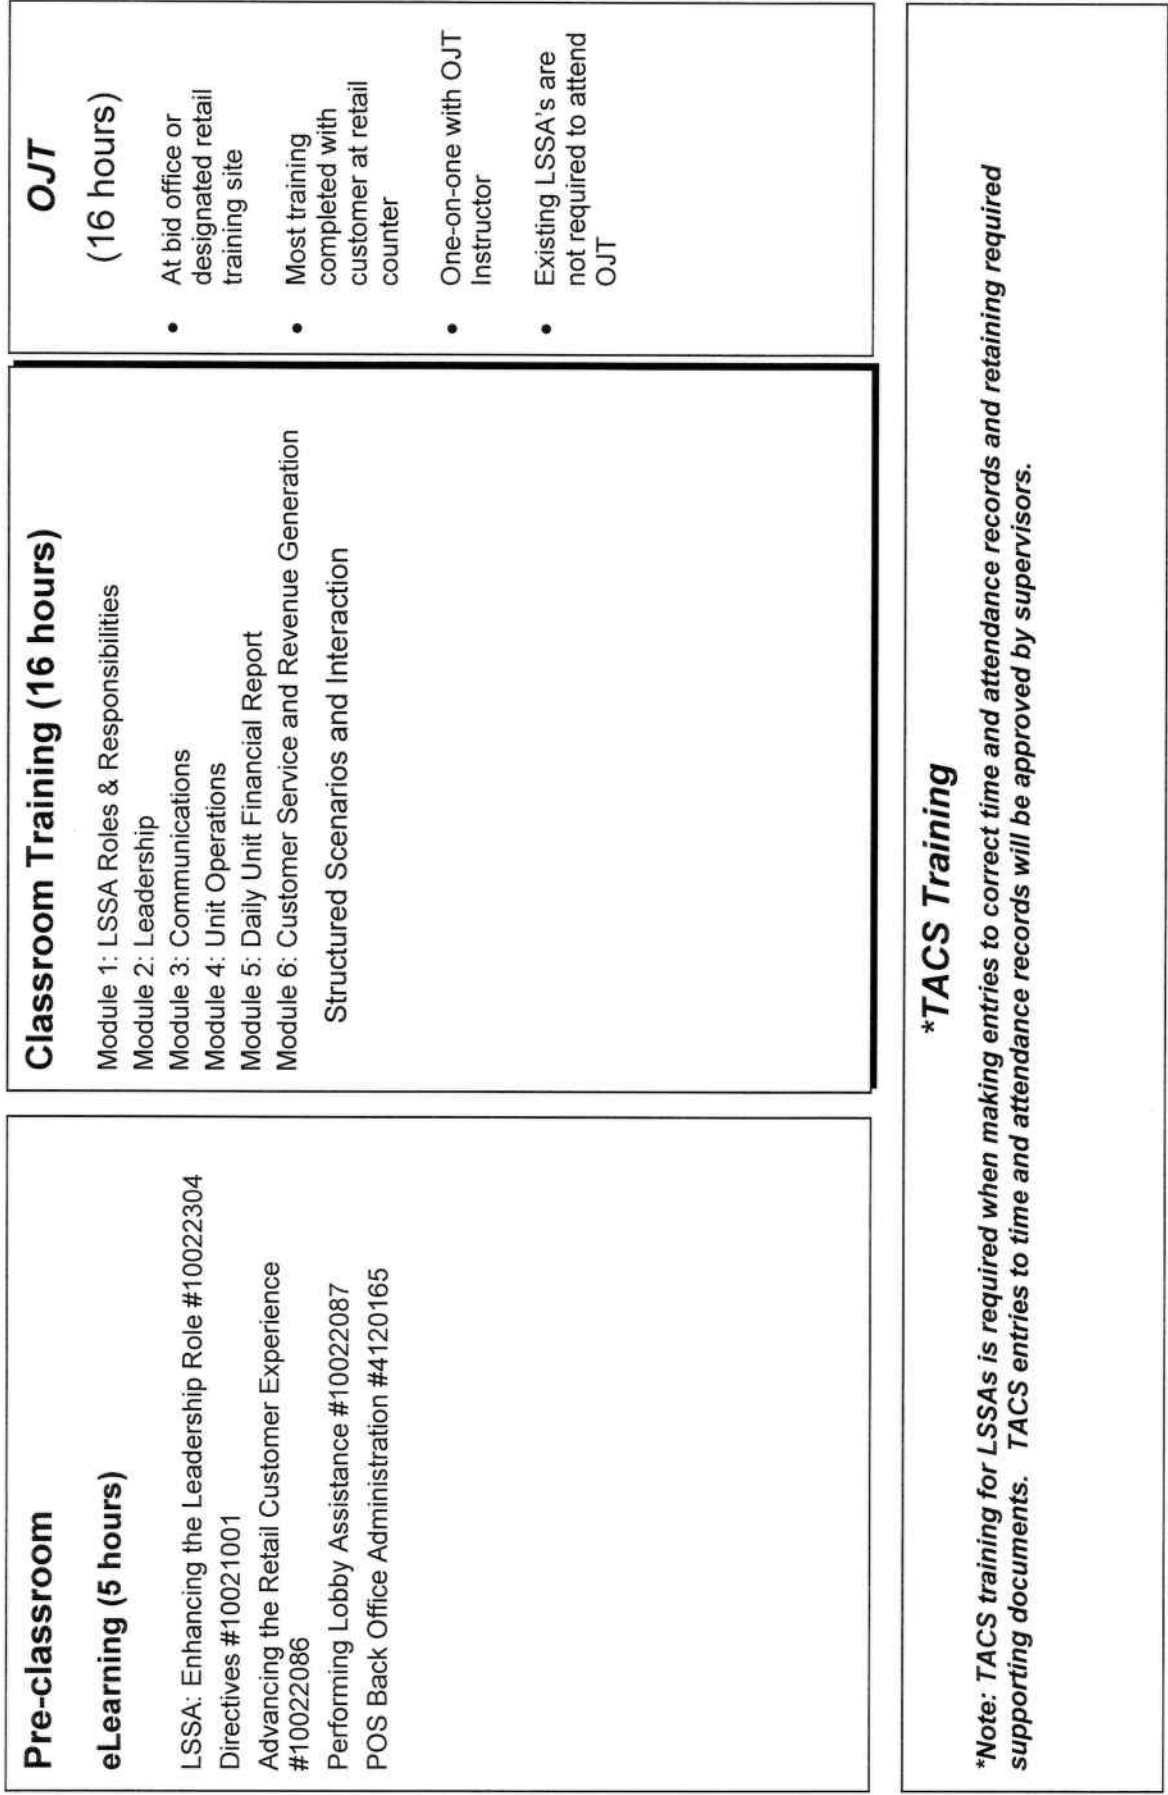 Pre-classroom
eLearning (5 hours)
LSSA: Enhancing the Leadership Role #10022304
Directives #10021001
Advancing the Retail Customer Experience
#10022086
Performing Lobby Assistance #10022087
POS Back Office Administration #4120165
Classroom Training (16 hours)
Module 1: LSSA Roles & Responsibilities
Module 2: Leadership
Module 3: Communications
Module 4: Unit Operations
Module 5: Daily Unit Financial Report
Module 6: Customer Service and Revenue Generation
Structured Scenarios and Interaction
OJT
(16 hours)
• At bid office or
designated retail
training site
• Most training
completed with
customer at retail
counter
• One-on-one with OJT
Instructor
• Existing LSSA's are
not required to attend
OJT
*TACS Training
*Note: TACS training for LSSAs is required when making entries to correct time and attendance records and retaining required
supporting documents. TACS entries to time and attendance records will be approved by supervisors.